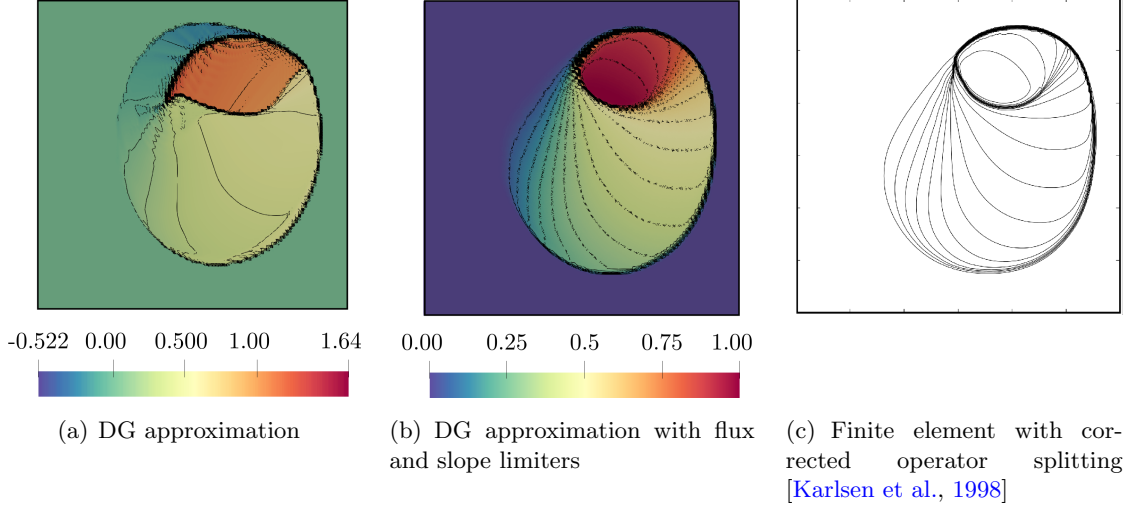 -0.522 0.00 0.500 1.00 1.64
0.00 0.25 0.5 0.75 1.00
(a) DG approximation
(b) DG approximation with flux
and slope limiters
(c) Finite element with cor-
rected operator splitting
[Karlsen et al., 1998]